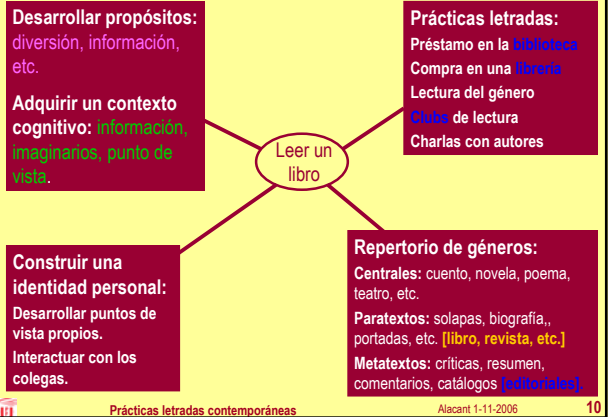 Desarrollar propósitos:
diversión, información,
etc.
Adquirir un contexto
cognitivo: información,
imaginarios, punto de
vista.
Prácticas letradas:
Préstamo en la biblioteca
Compra en una librería
Lectura del género
Clubs de lectura
Charlas con autores
Leer un
libro
Construir una
identidad personal:
Desarrollar puntos de
vista propios.
Interactuar con los
colegas.
Repertorio de géneros:
Centrales: cuento, novela, poema,
teatro, etc.
Paratextos: solapas, biografía,,
portadas, etc. [libro, revista, etc.]
Metatextos: críticas, resumen,
comentarios, catálogos [editoriales].
Prácticas letradas contemporáneas
Alacant 1-11-2006
10